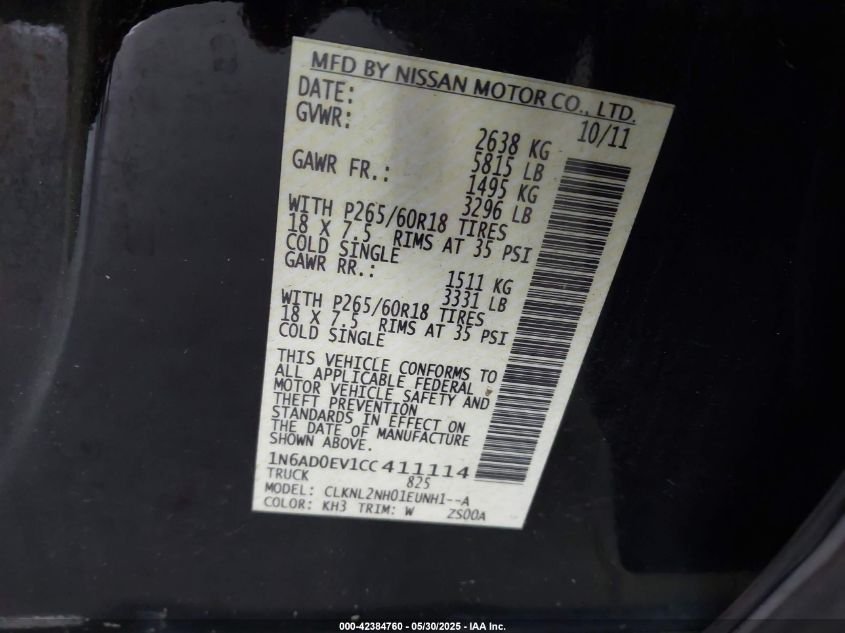 MFD BY NISSAN MOTOR CO., LTD.
DATE: 10/11
GVWR: 2638 KG
5815 LB
GAWR FR.: 1495 KG
3296 LB
WITH P265/60R18 TIRES
18 X 7.5 RIMS AT 35 PSI
COLD SINGLE
GAWR RR.: 1511 KG
3331 LB
WITH P265/60R18 TIRES
18 X 7.5 RIMS AT 35 PSI
COLD SINGLE
THIS VEHICLE CONFORMS TO
ALL APPLICABLE FEDERAL
MOTOR VEHICLE SAFETY AND
THEFT PREVENTION
STANDARDS IN EFFECT ON
THE DATE OF MANUFACTURE
SHOWN ABOVE.
1N6AD0EV1CC411114
TRUCK 825
MODEL: CLKNL2NH01EUNH1--A
COLOR: KH3 TRIM: W ZS00A
000-42384760 - 05/30/2025 - IAA Inc.